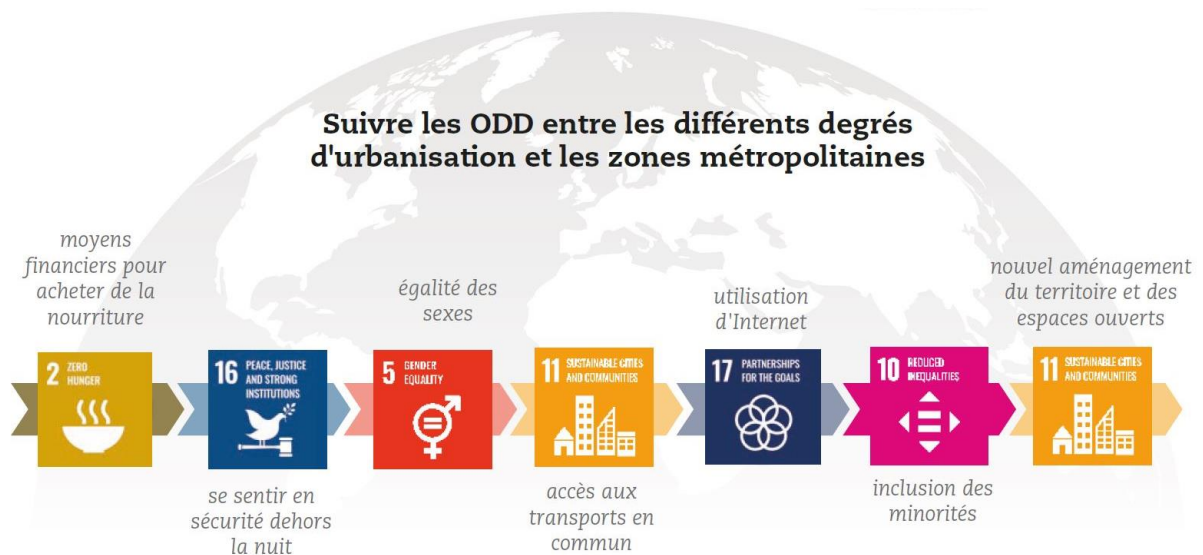 Suivre les ODD entre les différents degrés
d'urbanisation et les zones métropolitaines
moyens
financiers pour
acheter de la
nourriture
2 ZERO
HUNGER
16 PEACE, JUSTICE
AND STRONG
INSTITUTIONS
se sentir en
sécurité dehors
la nuit
égalité des
sexes
5 GENDER
EQUALITY
11 SUSTAINABLE CITIES
AND COMMUNITIES
accès aux
transports en
commun
utilisation
d'Internet
17 PARTNERSHIPS
FOR THE GOALS
10 REDUCED
INEQUALITIES
inclusion des
minorités
nouvel aménagement
du territoire et des
espaces ouverts
11 SUSTAINABLE CITIES
AND COMMUNITIES